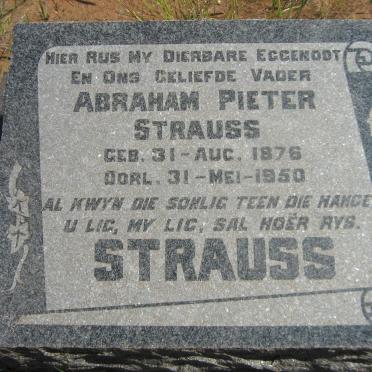 HIER RUS MY DIERBARE EGGENOOT
EN ONS GELIEFDE VADER
ABRAHAM PIETER
STRAUSS
GEB. 31-AUG. 1876
OORL. 31-MEI-1950
AL KWYN DIE SONLIG TEEN DIE HANGE
U LIG, MY LIG, SAL HOËR RYS.
STRAUSS